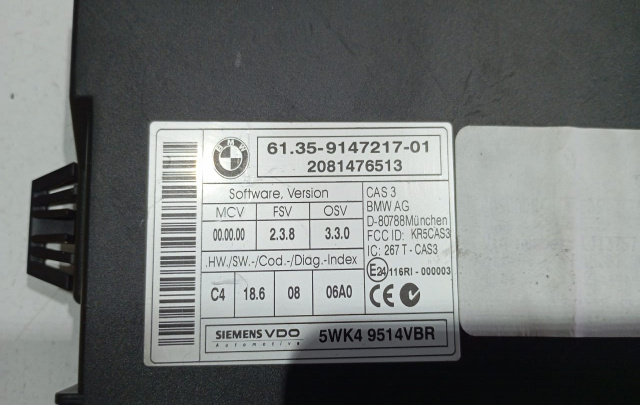 BMW
61.35-9147217-01
2081476513
Software, Version
MCV FSV OSV
00.00.00 2.3.8 3.3.0
.HW./SW.-/Cod.-/Diag.-Index
C4 18.6 08 06A0
CAS 3
BMW AG
D-80788München
FCC ID: KR5CAS3
IC: 267 T - CAS3
E24 116RI - 000003
CE
SIEMENS VDO
Automotive
5WK4 9514VBR